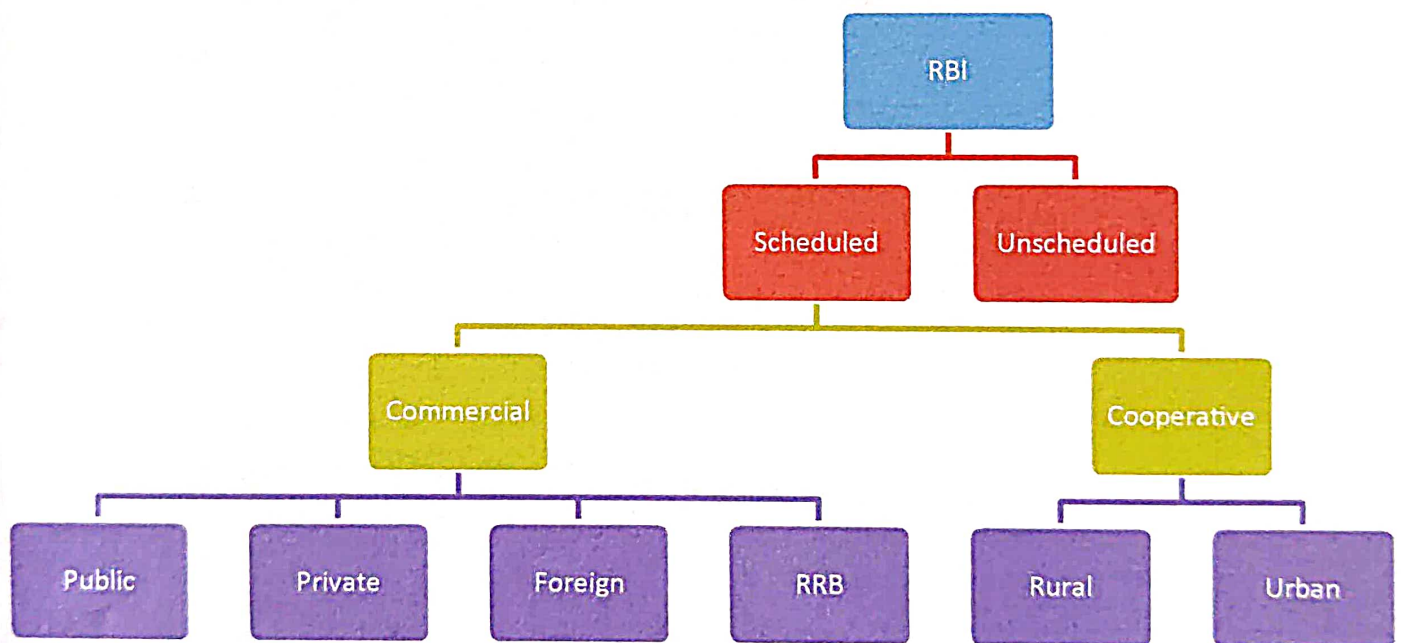 RBI
Scheduled
Unscheduled
Commercial
Cooperative
Public
Private
Foreign
RRB
Rural
Urban